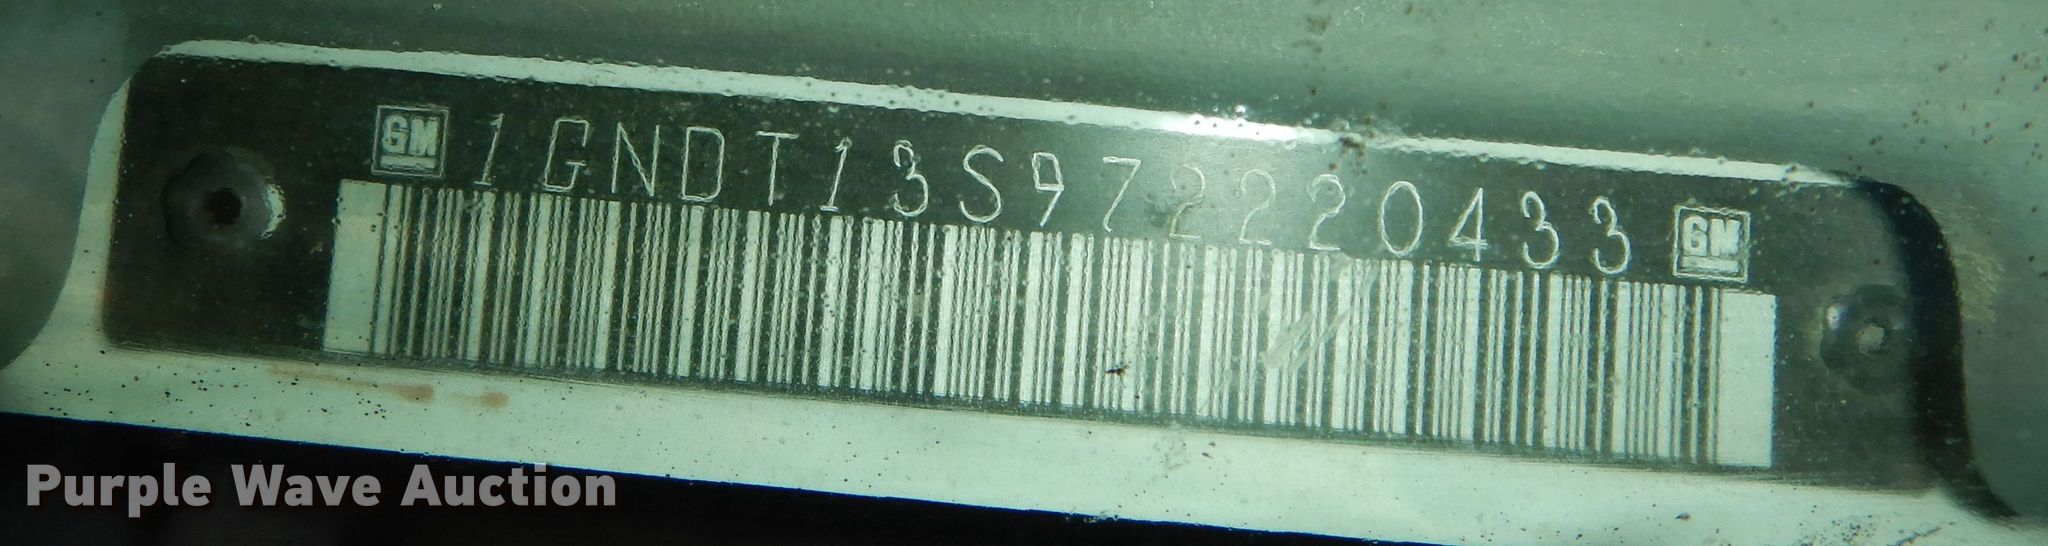 GM 1GNDT13S972220433 GM
Purple Wave Auction